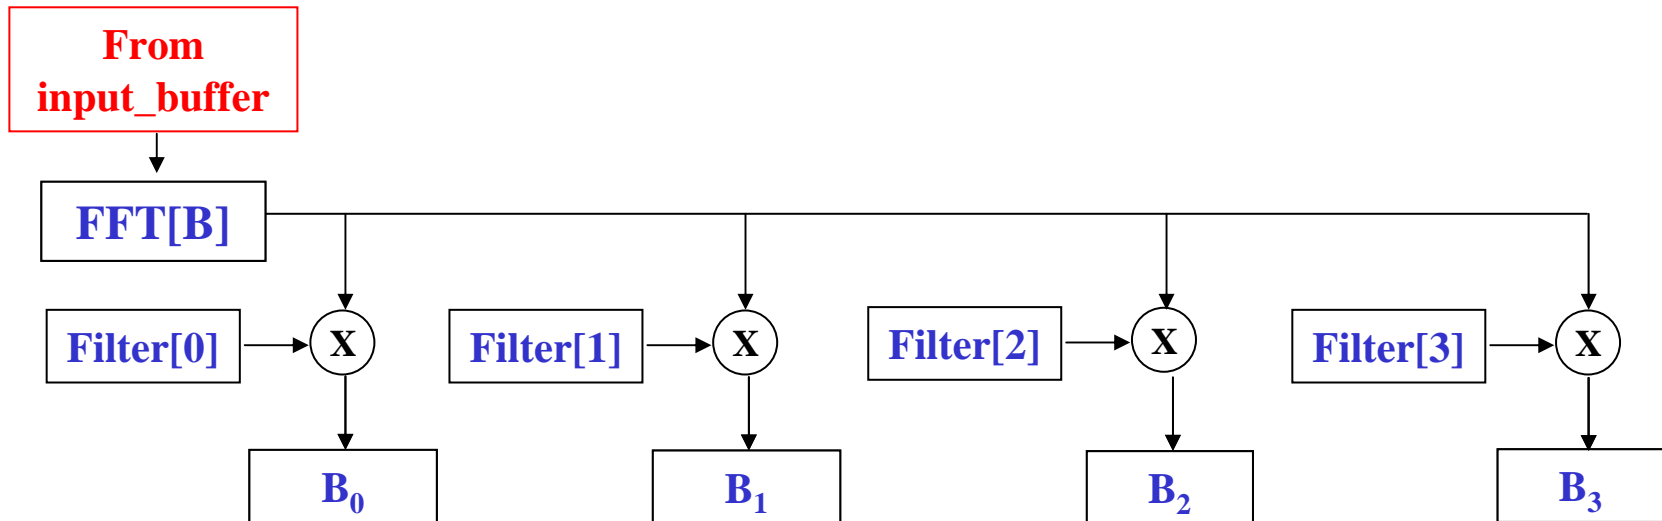 From
input_buffer
FFT[B]
Filter[0]
X
Filter[1]
X
Filter[2]
X
Filter[3]
X
B0
B1
B2
B3